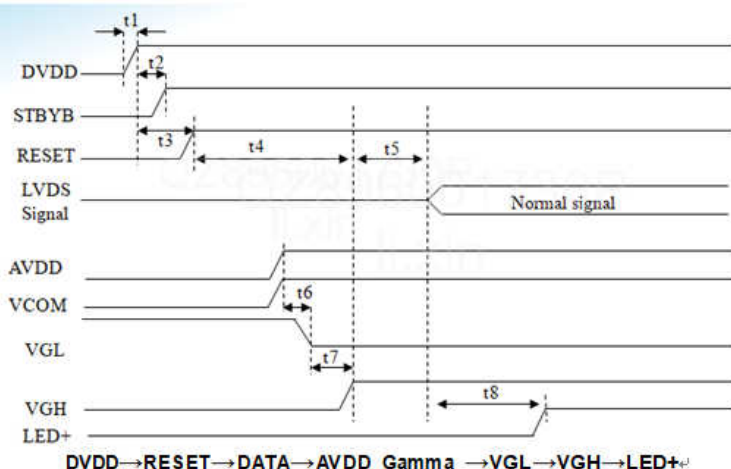 t1
DVDD
t2
STBYB
t3
RESET
t4
t5
LVDS
Signal
Normal signal
AVDD
VCOM
t6
VGL
t7
VGH
t8
LED+
DVDD→RESET→DATA→AVDD Gamma →VGL→VGH→LED+↵